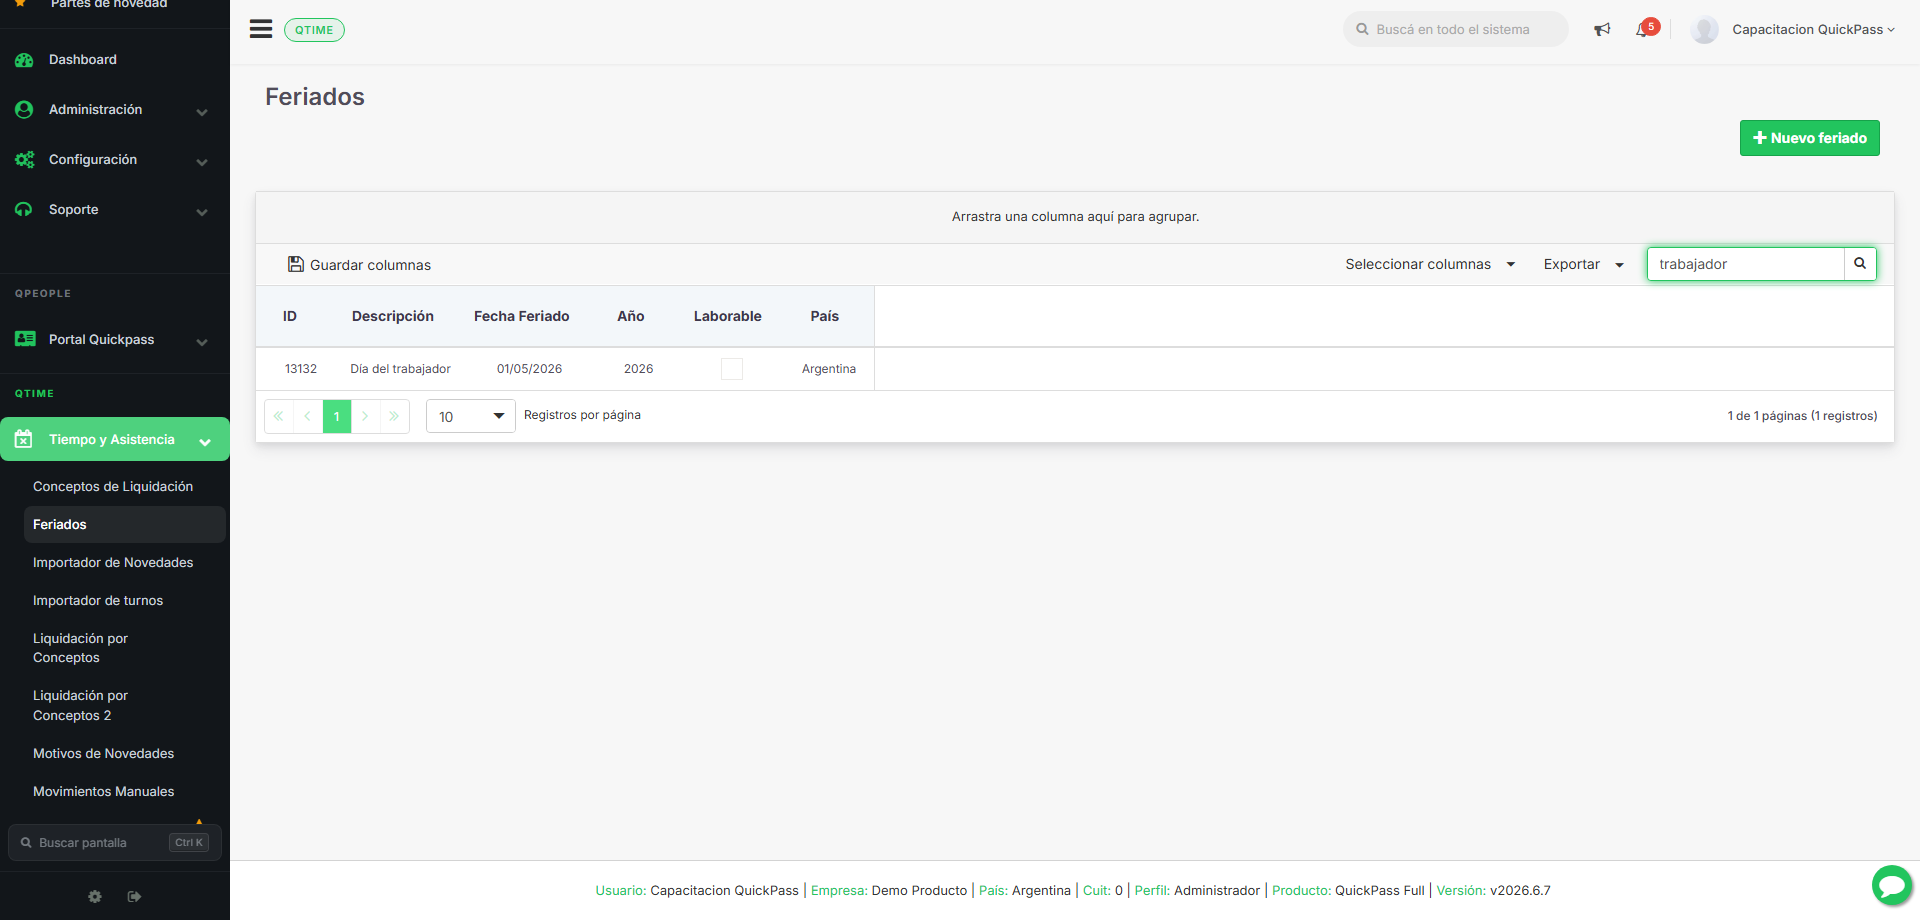 Partes de novedad
Dashboard
Administración
Configuración
Soporte
QPEOPLE
Portal Quickpass
QTIME
Tiempo y Asistencia
Conceptos de Liquidación
Feriados
Importador de Novedades
Importador de turnos
Liquidación por
Conceptos
Liquidación por
Conceptos 2
Motivos de Novedades
Movimientos Manuales
Buscar pantalla Ctrl K
QTIME
Buscá en todo el sistema
5
Capacitacion QuickPass
Feriados
Nuevo feriado
Arrastra una columna aquí para agrupar.
Guardar columnas
Seleccionar columnas
Exportar
trabajador
ID Descripción Fecha Feriado Año Laborable País
13132 Día del trabajador 01/05/2026 2026 Argentina
1
10
Registros por página
1 de 1 páginas (1 registros)
Usuario: Capacitacion QuickPass | Empresa: Demo Producto | País: Argentina | Cuit: 0 | Perfil: Administrador | Producto: QuickPass Full | Versión: v2026.6.7